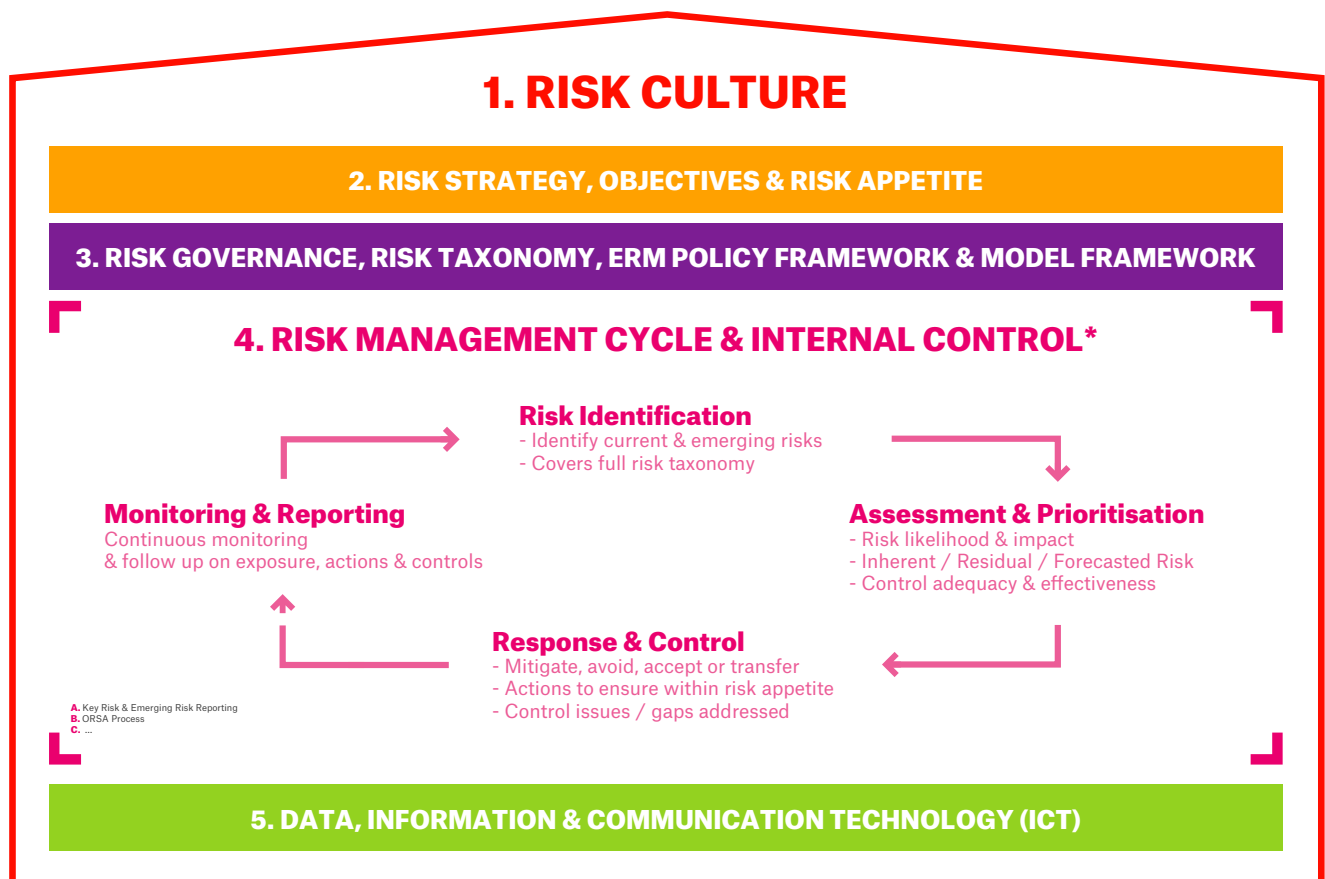 1. RISK CULTURE
2. RISK STRATEGY, OBJECTIVES & RISK APPETITE
3. RISK GOVERNANCE, RISK TAXONOMY, ERM POLICY FRAMEWORK & MODEL FRAMEWORK
4. RISK MANAGEMENT CYCLE & INTERNAL CONTROL*
Risk Identification
- Identify current & emerging risks
- Covers full risk taxonomy
Assessment & Prioritisation
- Risk likelihood & impact
- Inherent / Residual / Forecasted Risk
- Control adequacy & effectiveness
Response & Control
- Mitigate, avoid, accept or transfer
- Actions to ensure within risk appetite
- Control issues / gaps addressed
Monitoring & Reporting
Continuous monitoring
& follow up on exposure, actions & controls
A. Key Risk & Emerging Risk Reporting
B. ORSA Process
C. ...
5. DATA, INFORMATION & COMMUNICATION TECHNOLOGY (ICT)